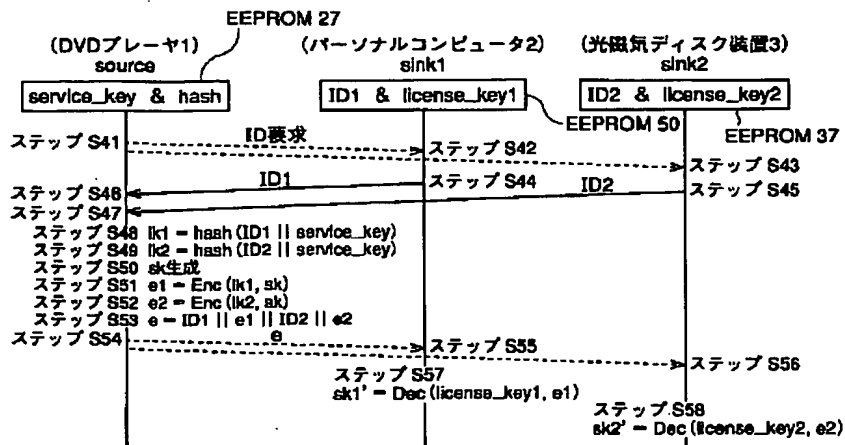 EEPROM 27
(DVDプレーヤ1)
source
service_key & hash
(パーソナルコンピュータ2)
sink1
ID1 & license_key1
EEPROM 50
(光磁気ディスク装置3)
sink2
ID2 & license_key2
EEPROM 37
ステップ S41
ID要求
ステップ S42
ステップ S43
ステップ S44
ID1
ステップ S45
ID2
ステップ S46
ステップ S47
ステップ S48 lk1 = hash (ID1 || service_key)
ステップ S49 lk2 = hash (ID2 || service_key)
ステップ S50 sk生成
ステップ S51 e1 = Enc (lk1, sk)
ステップ S52 e2 = Enc (lk2, sk)
ステップ S53 e = ID1 || e1 || ID2 || e2
ステップ S54
e
ステップ S55
ステップ S56
ステップ S57
sk1' = Dec (license_key1, e1)
ステップ S58
sk2' = Dec (license_key2, e2)